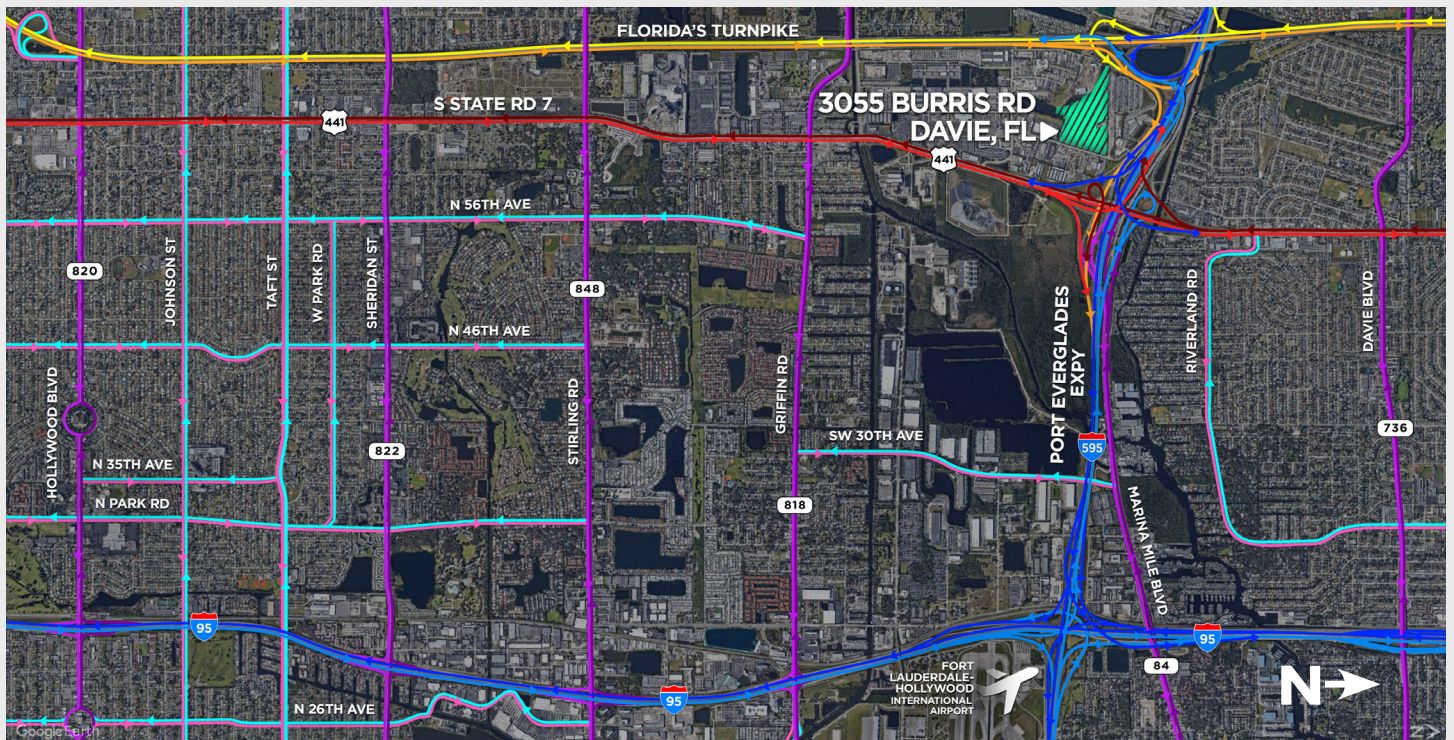 FLORIDA'S TURNPIKE
S STATE RD 7
3055 BURRIS RD
DAVIE, FL
441
441
N 56TH AVE
820
JOHNSON ST
TAFT ST
W PARK RD
SHERIDAN ST
848
N 46TH AVE
RIVERLAND RD
DAVIE BLVD
PORT EVERGLADES
EXPY
HOLLYWOOD BLVD
STIRLING RD
GRIFFIN RD
822
SW 30TH AVE
736
595
N 35TH AVE
N PARK RD
818
MARINA MILE BLVD
95
95
84
FORT
LAUDERDALE-
HOLLYWOOD
INTERNATIONAL
AIRPORT
N
95
N 26TH AVE
Google Earth